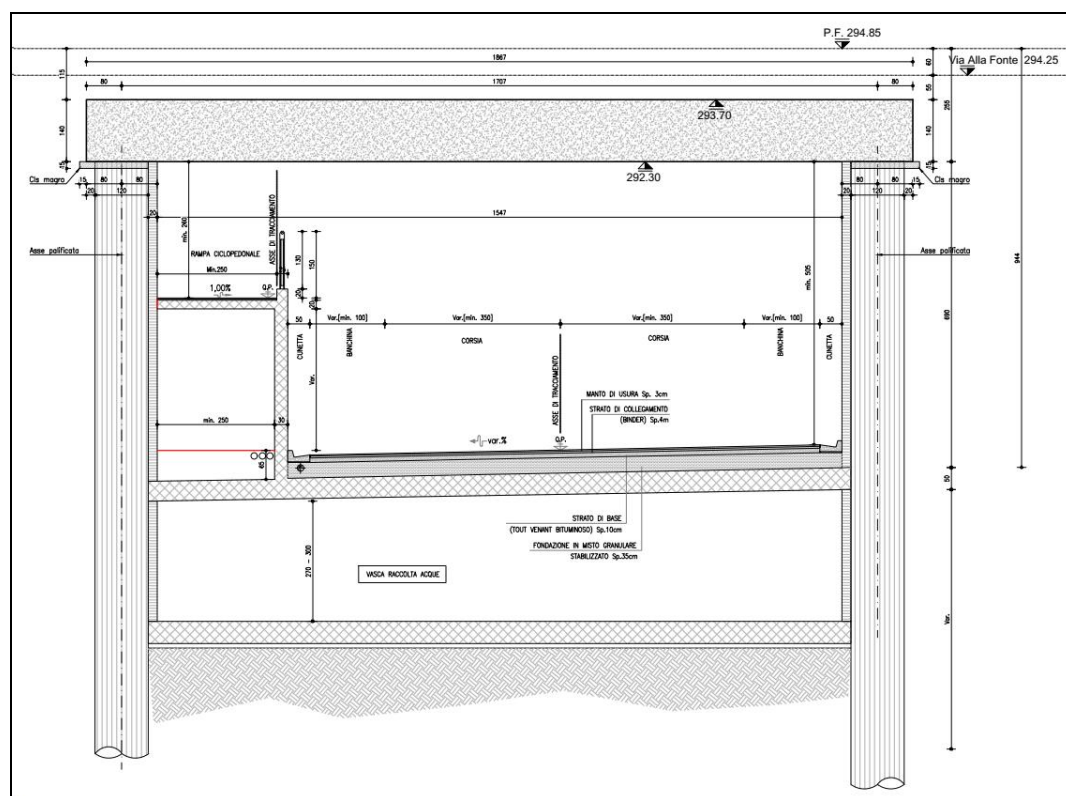 P.F. 294.85
Via Alla Fonte 294.25
1867
115
60
80
1707
80
55
255
293.70
140
140
15
15
292.30
Cls magro
Cls magro
15 80 80
80 80 15
20 120
20 120 20
20
1547
min. 260
ASSE DI TRACCIAMENTO
Asse palificata
Asse palificata
RAMPA CICLOPEDONALE
Min.250
130
150
min. 505
944
1,00%
Q.P.
20
20
690
50
Var.[min. 100]
Var.[min. 350]
Var.[min. 350]
Var.[min. 100]
50
CUNETTA
BANCHINA
CORSIA
CORSIA
BANCHINA
CUNETTA
Var.
ASSE DI TRACCIAMENTO
MANTO DI USURA Sp. 3cm
STRATO DI COLLEGAMENTO
(BINDER) Sp.4m
min. 250
30
var.%
Q.P.
65
50
STRATO DI BASE
(TOUT VENANT BITUMINOSO) Sp.10cm
FONDAZIONE IN MISTO GRANULARE
STABILIZZATO Sp.35cm
270 - 300
VASCA RACCOLTA ACQUE
Var.